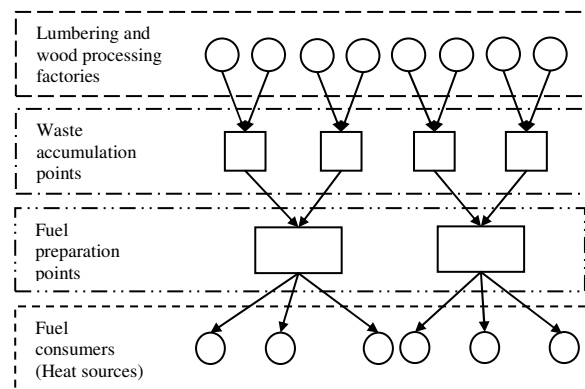 Lumbering and
wood processing
factories
Waste
accumulation
points
Fuel
preparation
points
Fuel
consumers
(Heat sources)